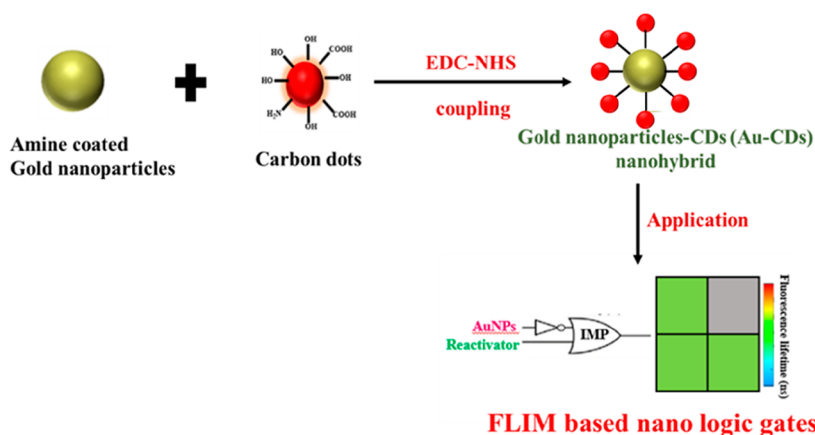 Amine coated
Gold nanoparticles
HO
OH
COOH
HO
OH
H₂N
COOH
OH
Carbon dots
EDC-NHS
coupling
Gold nanoparticles-CDs (Au-CDs)
nanohybrid
Application
AuNPs
Reactivator
IMP
Fluorescence lifetime (ns)
FLIM based nano logic gates